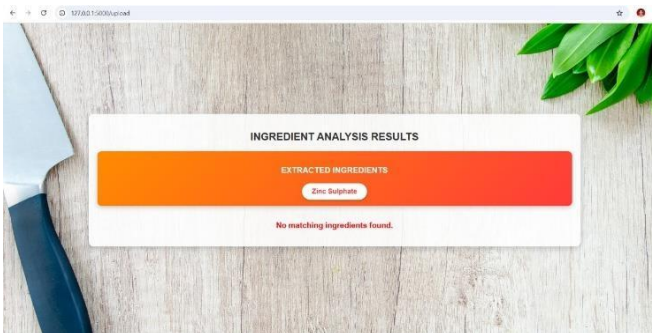 127.0.0.1:5000/upload
INGREDIENT ANALYSIS RESULTS
EXTRACTED INGREDIENTS
Zinc Sulphate
No matching ingredients found.